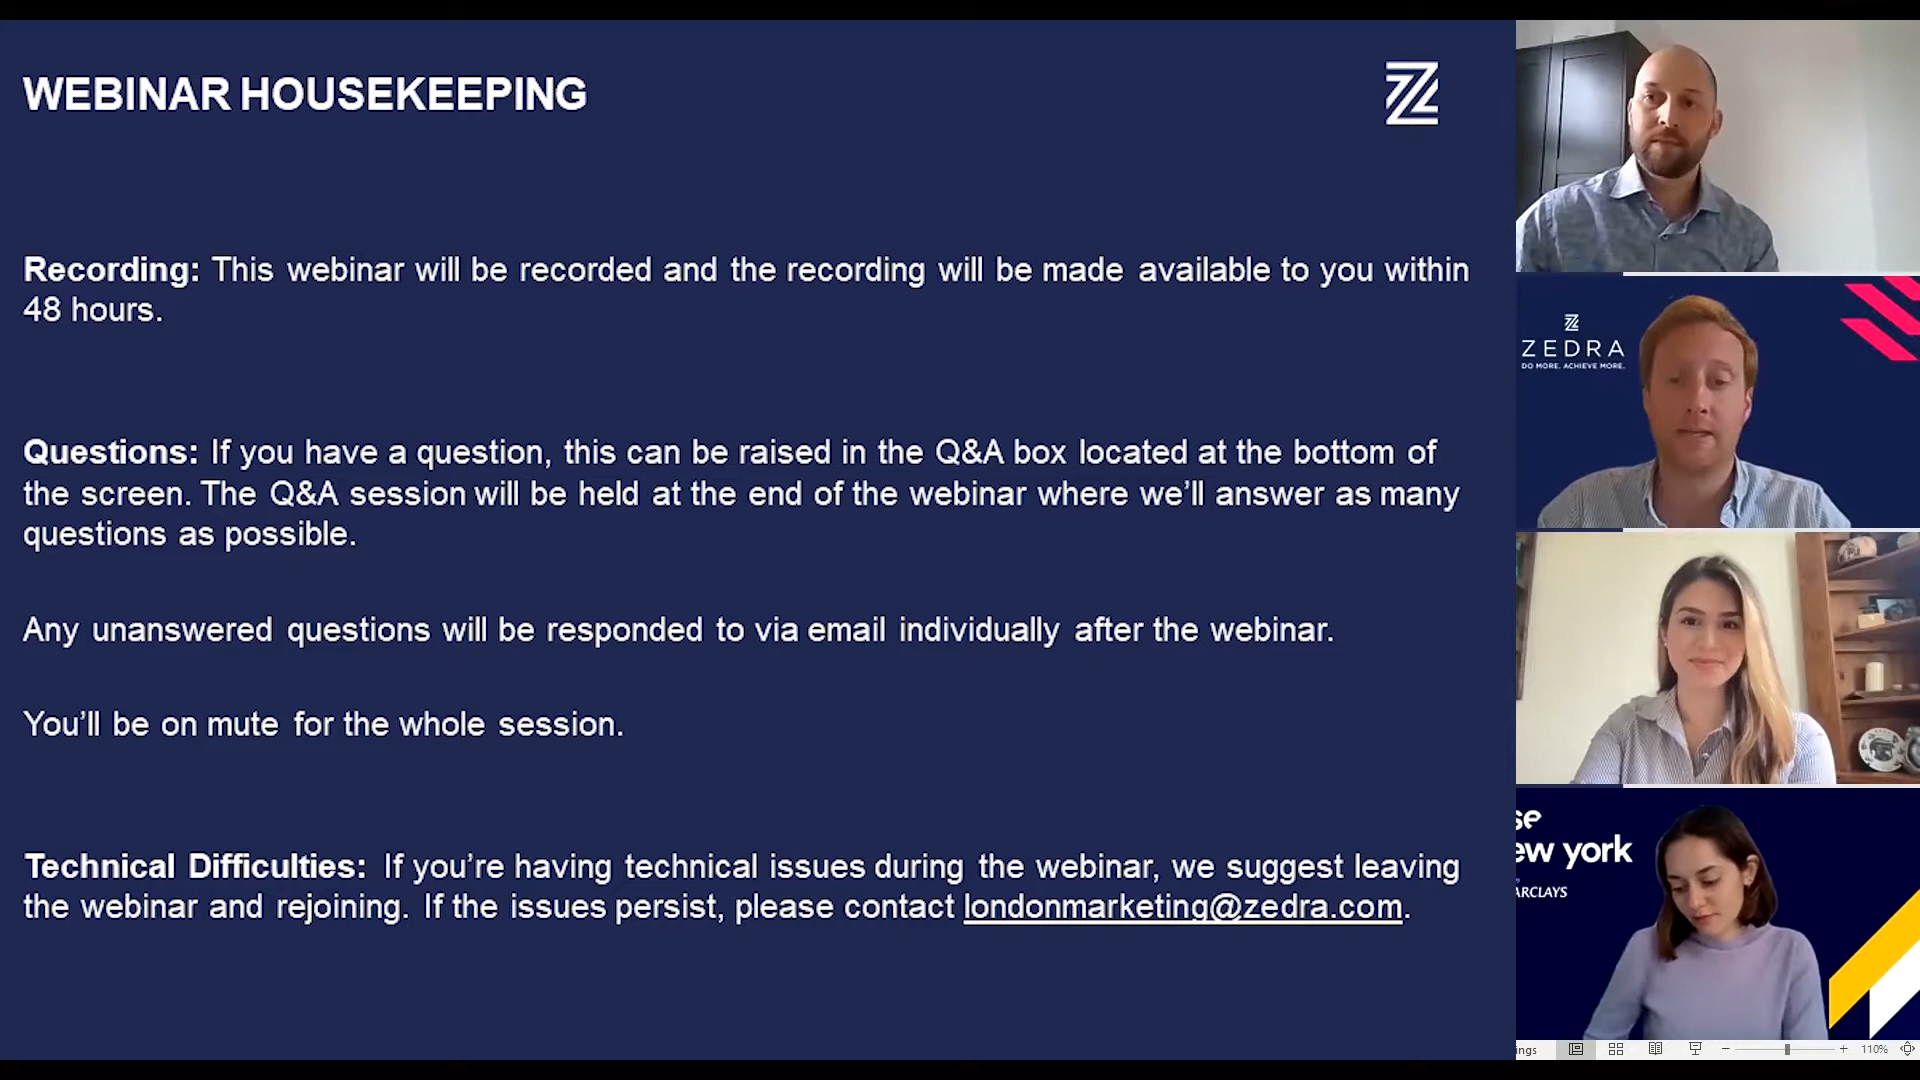 WEBINAR HOUSEKEEPING
Recording: This webinar will be recorded and the recording will be made available to you within
48 hours.
Questions: If you have a question, this can be raised in the Q&A box located at the bottom of
the screen. The Q&A session will be held at the end of the webinar where we’ll answer as many
questions as possible.
Any unanswered questions will be responded to via email individually after the webinar.
You’ll be on mute for the whole session.
Technical Difficulties: If you’re having technical issues during the webinar, we suggest leaving
the webinar and rejoining. If the issues persist, please contact londonmarketing@zedra.com.
ZEDRA
DO MORE. ACHIEVE MORE.
se
ew york
ARCLAYS
ings
110%